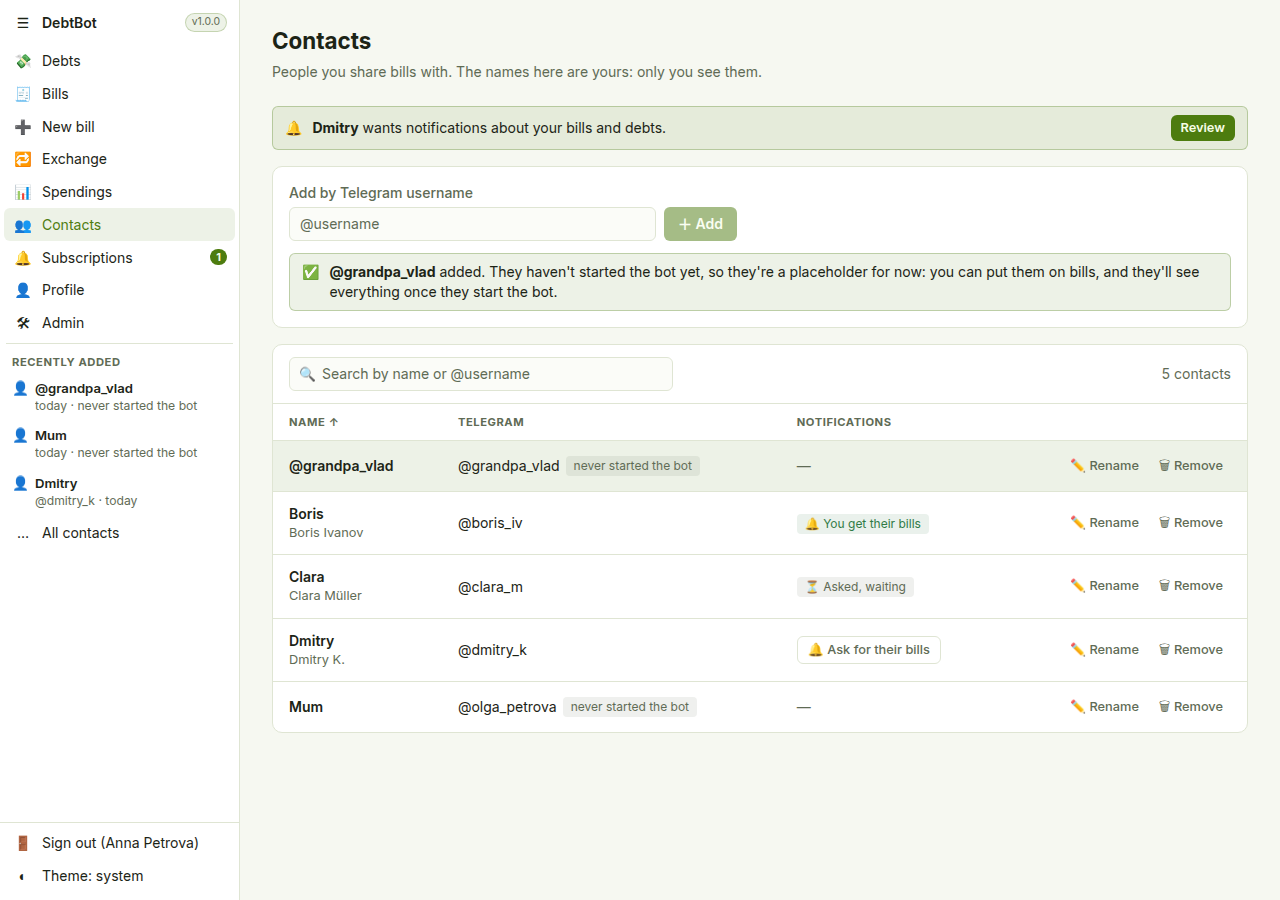 DebtBot v1.0.0
Debts
Bills
New bill
Exchange
Spendings
Contacts
Subscriptions 1
Profile
Admin
RECENTLY ADDED
@grandpa_vlad
today · never started the bot
Mum
today · never started the bot
Dmitry
@dmitry_k · today
... All contacts
Sign out (Anna Petrova)
Theme: system
Contacts
People you share bills with. The names here are yours: only you see them.
Dmitry wants notifications about your bills and debts. Review
Add by Telegram username
@username + Add
@grandpa_vlad added. They haven't started the bot yet, so they're a placeholder for now: you can put them on bills, and they'll see
everything once they start the bot.
Search by name or @username 5 contacts
NAME ↑ TELEGRAM NOTIFICATIONS
@grandpa_vlad @grandpa_vlad never started the bot — Rename Remove
Boris
Boris Ivanov
@boris_iv You get their bills Rename Remove
Clara
Clara Müller
@clara_m Asked, waiting Rename Remove
Dmitry
Dmitry K.
@dmitry_k Ask for their bills Rename Remove
Mum @olga_petrova never started the bot — Rename Remove